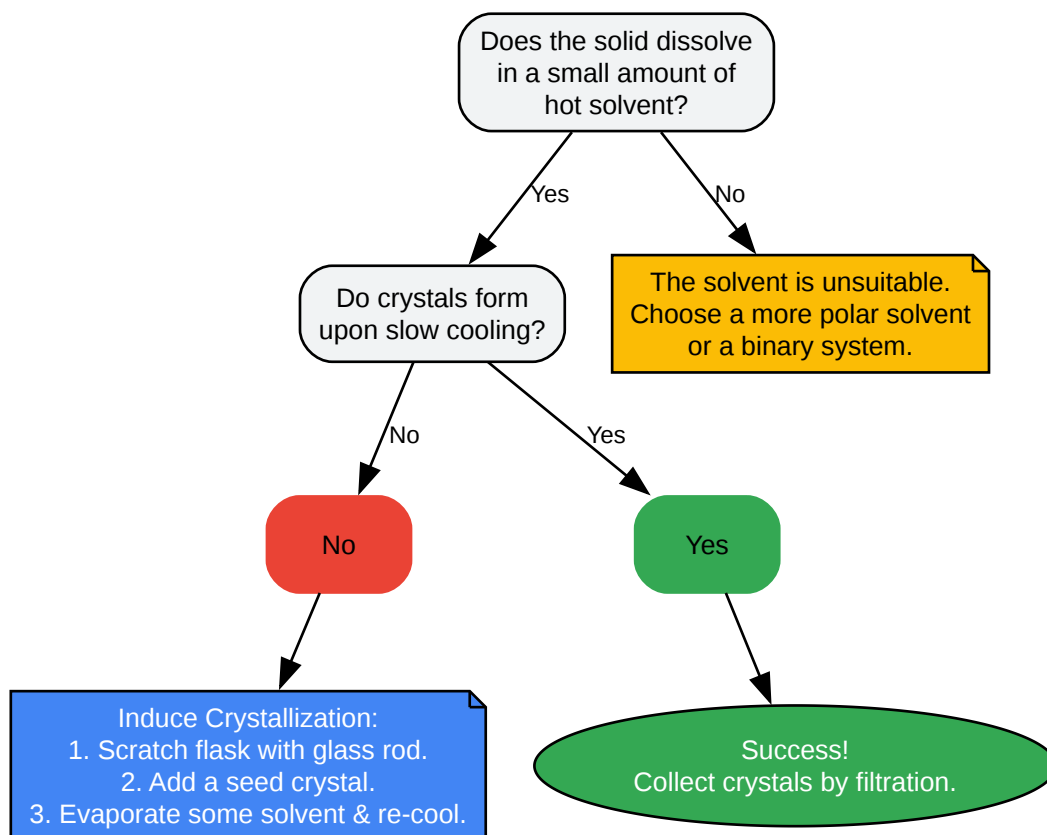 Does the solid dissolve
in a small amount of
hot solvent?
Yes
No
Do crystals form
upon slow cooling?
The solvent is unsuitable.
Choose a more polar solvent
or a binary system.
No
Yes
No
Yes
Induce Crystallization:
1. Scratch flask with glass rod.
2. Add a seed crystal.
3. Evaporate some solvent & re-cool.
Success!
Collect crystals by filtration.